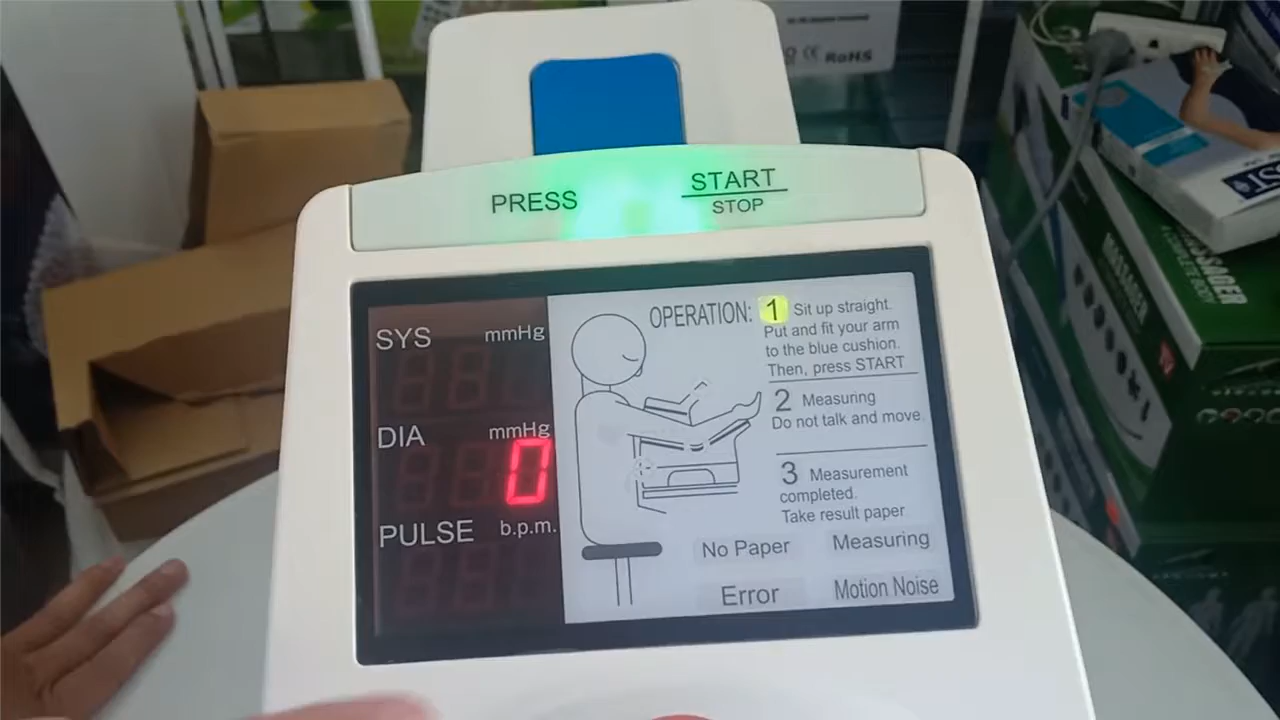 RoHS
PRESS
START
STOP
SYS mmHg
DIA mmHg
0
PULSE b.p.m.
OPERATION: 1 Sit up straight.
Put and fit your arm
to the blue cushion.
Then, press START
2 Measuring
Do not talk and move
3 Measurement
completed.
Take result paper
No Paper Measuring
Error Motion Noise
MASSAGER